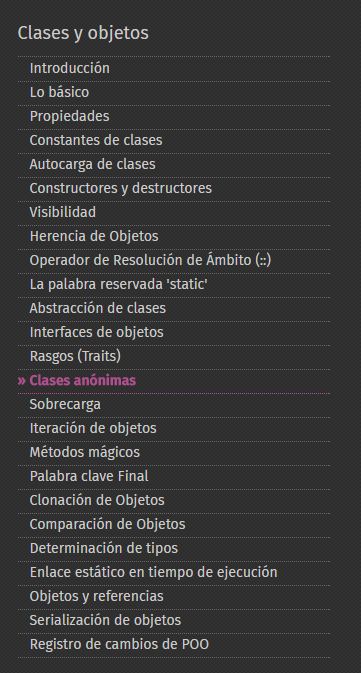 Clases y objetos
Introducción
Lo básico
Propiedades
Constantes de clases
Autocarga de clases
Constructores y destructores
Visibilidad
Herencia de Objetos
Operador de Resolución de Ámbito (::)
La palabra reservada 'static'
Abstracción de clases
Interfaces de objetos
Rasgos (Traits)
» Clases anónimas
Sobrecarga
Iteración de objetos
Métodos mágicos
Palabra clave Final
Clonación de Objetos
Comparación de Objetos
Determinación de tipos
Enlace estático en tiempo de ejecución
Objetos y referencias
Serialización de objetos
Registro de cambios de POO